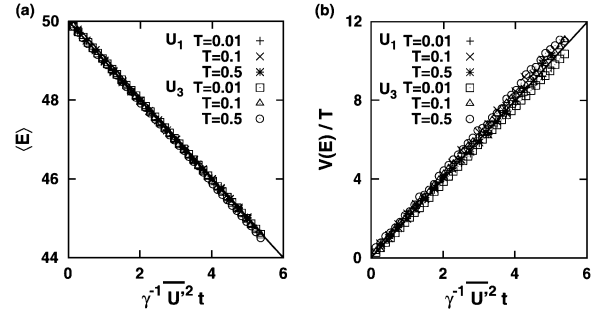 (a)
50
48
46
44
0 2 4 6
⟨E⟩
γ⁻¹ U̅'̅² t
U₁ T=0.01 +
T=0.1 ×
T=0.5 ∗
U₃ T=0.01 □
T=0.1 △
T=0.5 ○
(b)
12
8
4
0
0 2 4 6
V(E) / T
γ⁻¹ U̅'̅² t
U₁ T=0.01 +
T=0.1 ×
T=0.5 ∗
U₃ T=0.01 □
T=0.1 △
T=0.5 ○